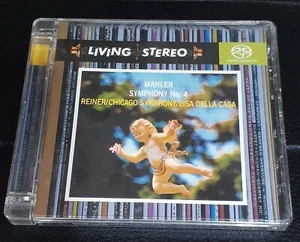 LIVING STEREO
MAHLER
SYMPHONY No. 4
REINER/CHICAGO SYMPHONY/LISA DELLA CASA